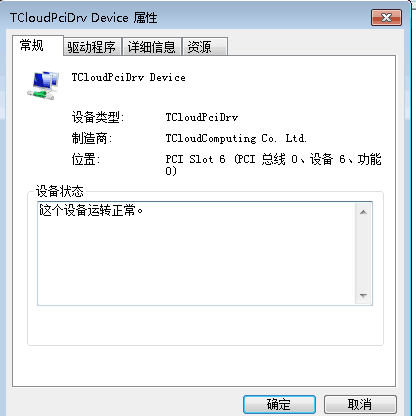 TCloudPciDrv Device 属性
常规 驱动程序 详细信息 资源
TCloudPciDrv Device
设备类型: TCloudPciDrv
制造商: TCloudComputing Co. Ltd.
位置: PCI Slot 6 (PCI 总线 0、设备 6、功能
0)
设备状态
这个设备运转正常。
确定 取消